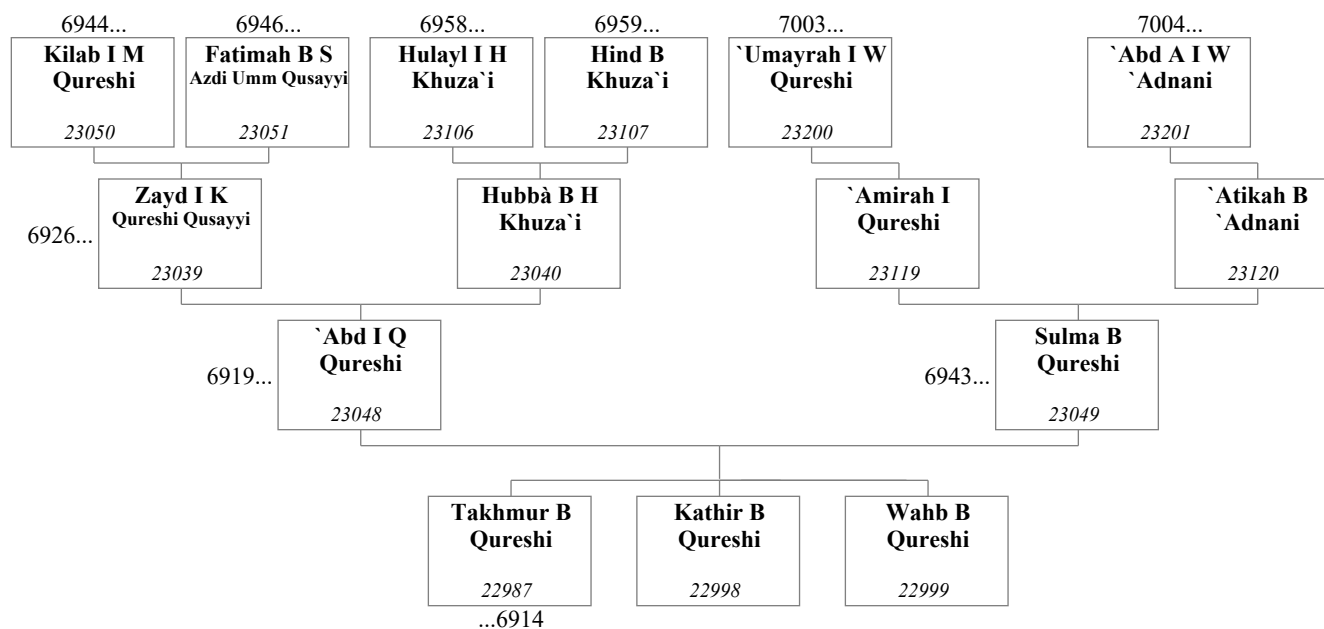 6944...
6946...
6958...
6959...
7003...
7004...
Kilab I M
Qureshi
23050
Fatimah B S
Azdi Umm Qusayyi
23051
Hulayl I H
Khuza`i
23106
Hind B
Khuza`i
23107
`Umayrah I W
Qureshi
23200
`Abd A I W
`Adnani
23201
6926...
Zayd I K
Qureshi Qusayyi
23039
Hubbà B H
Khuza`i
23040
`Amirah I
Qureshi
23119
`Atikah B
`Adnani
23120
6919...
`Abd I Q
Qureshi
23048
6943...
Sulma B
Qureshi
23049
Takhmur B
Qureshi
22987
...6914
Kathir B
Qureshi
22998
Wahb B
Qureshi
22999